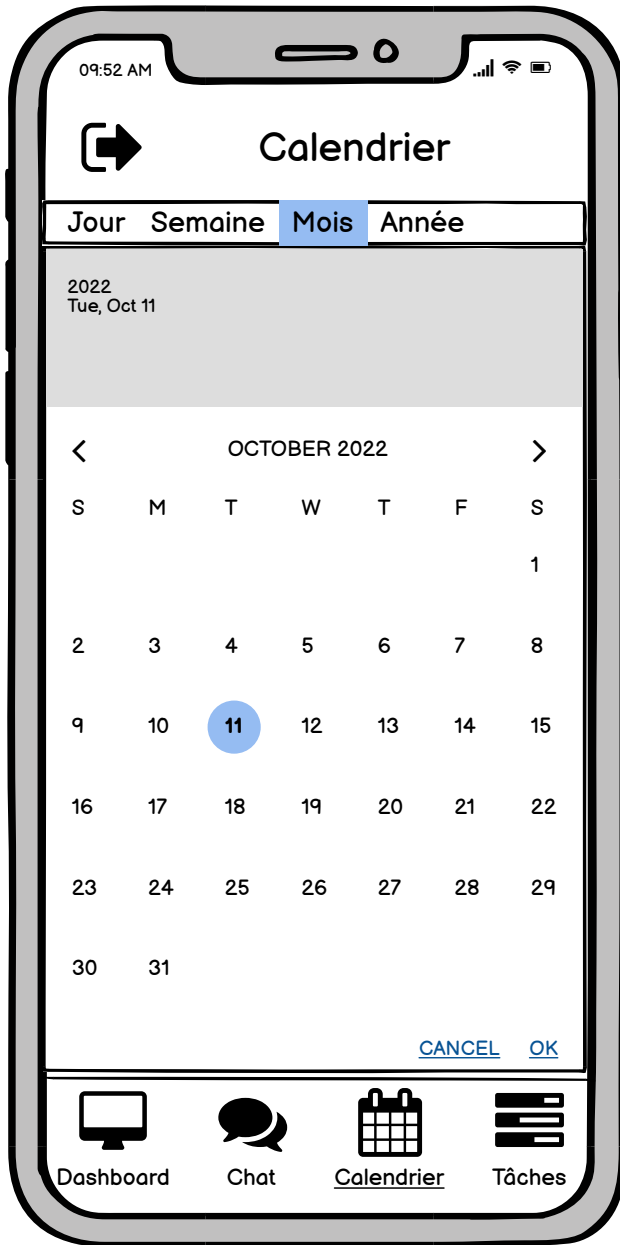 09:52 AM
Calendrier
Jour Semaine Mois Année
2022
Tue, Oct 11
OCTOBER 2022
S M T W T F S
1
2 3 4 5 6 7 8
9 10 11 12 13 14 15
16 17 18 19 20 21 22
23 24 25 26 27 28 29
30 31
CANCEL OK
Dashboard Chat Calendrier Tâches